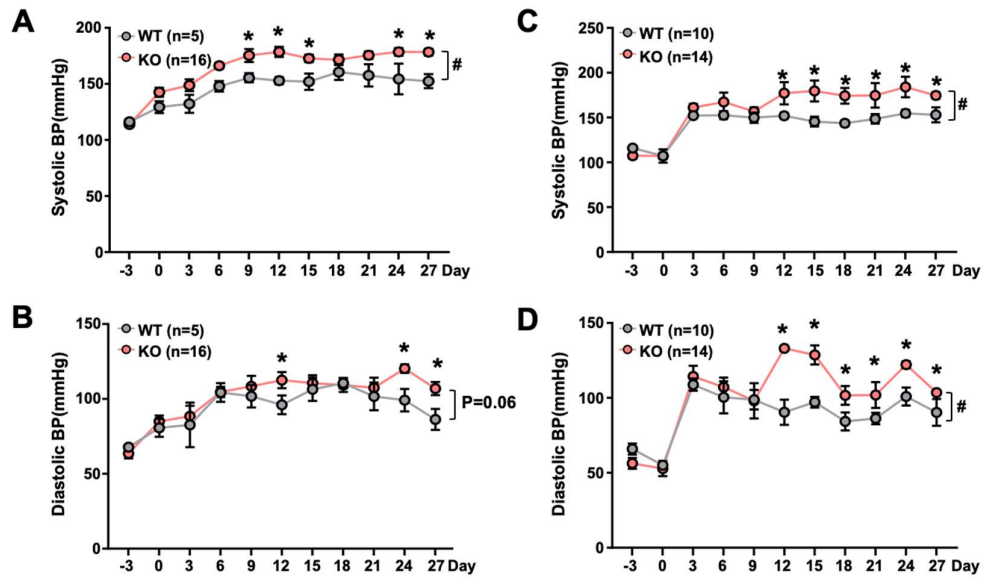 A
Systolic BP(mmHg)
200
150
100
50
0
WT (n=5)
KO (n=16)
* * * * *
#
-3 0 3 6 9 12 15 18 21 24 27 Day
C
Systolic BP(mmHg)
250
200
150
100
50
0
WT (n=10)
KO (n=14)
* * * * * *
#
-3 0 3 6 9 12 15 18 21 24 27 Day
B
Diastolic BP(mmHg)
150
100
50
0
WT (n=5)
KO (n=16)
* * *
P=0.06
-3 0 3 6 9 12 15 18 21 24 27 Day
D
Diastolic BP(mmHg)
150
100
50
0
WT (n=10)
KO (n=14)
* * * * * *
#
-3 0 3 6 9 12 15 18 21 24 27 Day